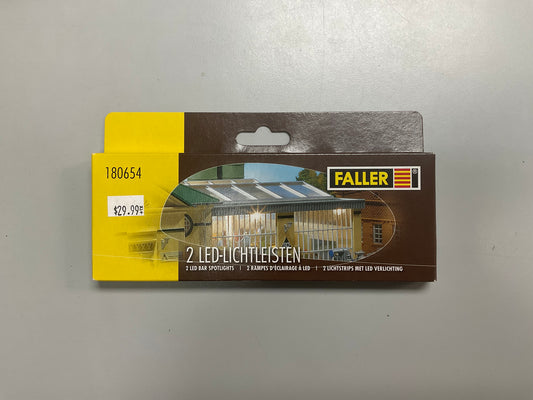 180654
FALLER
$29.99
2 LED-LICHTLEISTEN
2 LED BAR SPOTLIGHTS | 2 RAMPES D'ÉCLAIRAGE À LED | 2 LICHTSTRIPS MET LED VERLICHTING